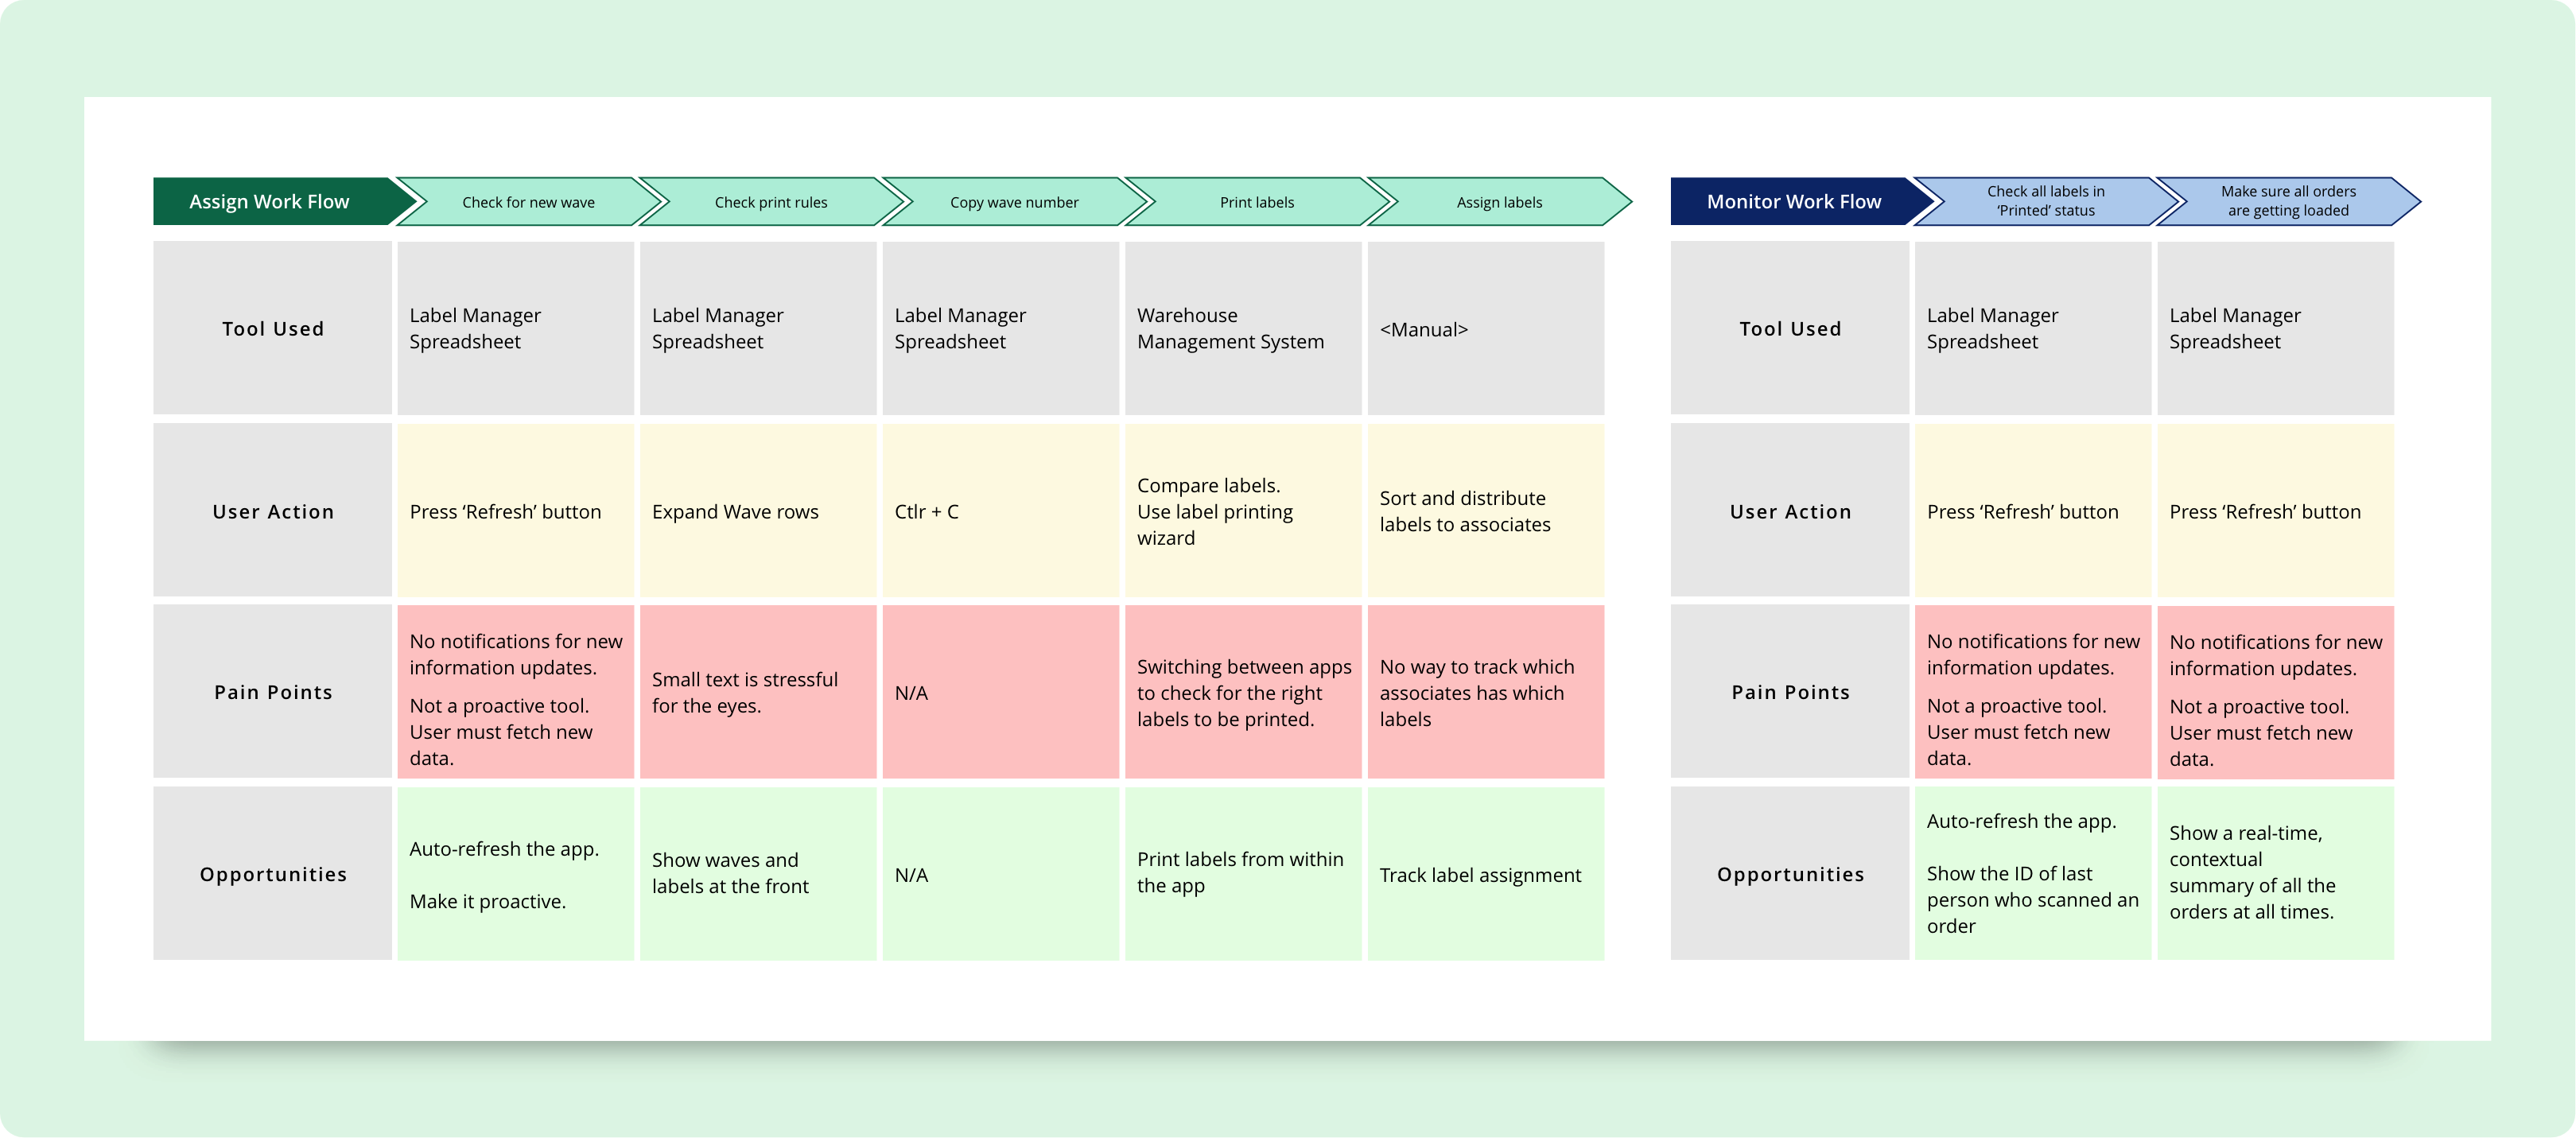 Assign Work Flow
Check for new wave
Check print rules
Copy wave number
Print labels
Assign labels
Tool Used
Label Manager
Spreadsheet
Label Manager
Spreadsheet
Label Manager
Spreadsheet
Warehouse
Management System
<Manual>
User Action
Press ‘Refresh’ button
Expand Wave rows
Ctlr + C
Compare labels.
Use label printing
wizard
Sort and distribute
labels to associates
Pain Points
No notifications for new
information updates.
Not a proactive tool.
User must fetch new
data.
Small text is stressful
for the eyes.
N/A
Switching between apps
to check for the right
labels to be printed.
No way to track which
associates has which
labels
Opportunities
Auto-refresh the app.
Make it proactive.
Show waves and
labels at the front
N/A
Print labels from within
the app
Track label assignment
Monitor Work Flow
Check all labels in
‘Printed’ status
Make sure all orders
are getting loaded
Tool Used
Label Manager
Spreadsheet
Label Manager
Spreadsheet
User Action
Press ‘Refresh’ button
Press ‘Refresh’ button
Pain Points
No notifications for new
information updates.
Not a proactive tool.
User must fetch new
data.
No notifications for new
information updates.
Not a proactive tool.
User must fetch new
data.
Opportunities
Auto-refresh the app.
Show the ID of last
person who scanned an
order
Show a real-time,
contextual
summary of all the
orders at all times.